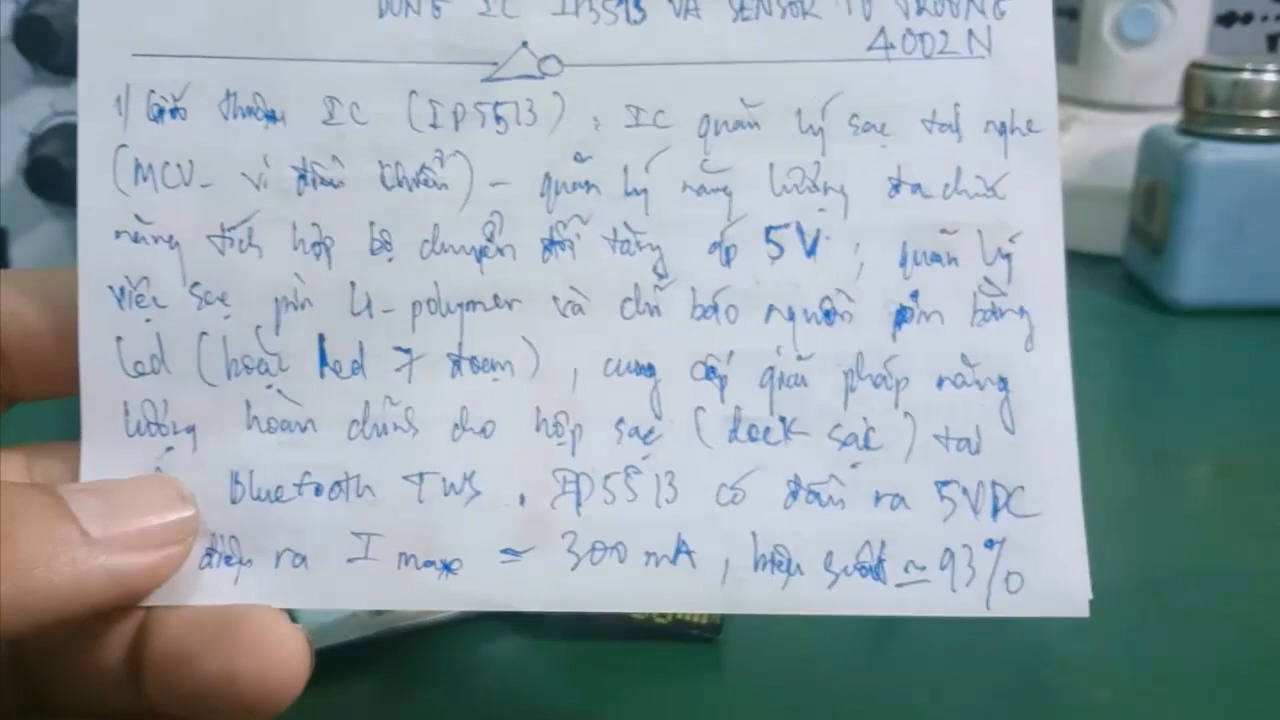 DÙNG IC IP5513 VÀ SENSOR TỪ TRƯỜNG
4002N
1/ Giới thiệu IC (IP5513): IC quản lý sạc tai nghe
(MCU - vi điều khiển) - quản lý năng lượng đa chức
năng tích hợp bộ chuyển đổi tăng áp 5V; quản lý
việc sạc pin Li-polymer và chỉ báo nguồn pin bằng
led (hoặc led 7 đoạn), cung cấp giải pháp năng
lượng hoàn chỉnh cho hộp sạc (dock sạc) tai
Bluetooth TWS. IP5513 có đầu ra 5VDC
điện ra I max ≃ 300 mA, hiệu suất ≃ 93%